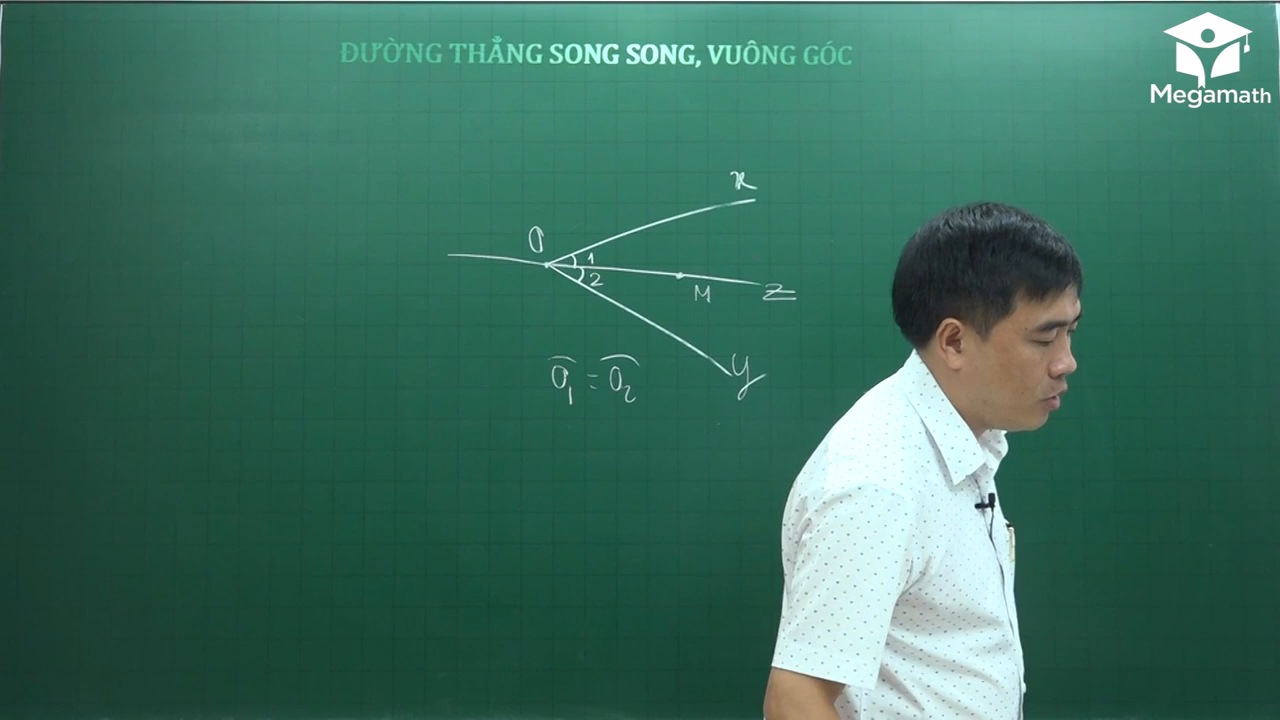 ĐƯỜNG THẲNG SONG SONG, VUÔNG GÓC
Megamath
x
O
1
2
M
z
y
Ô₁ = Ô₂